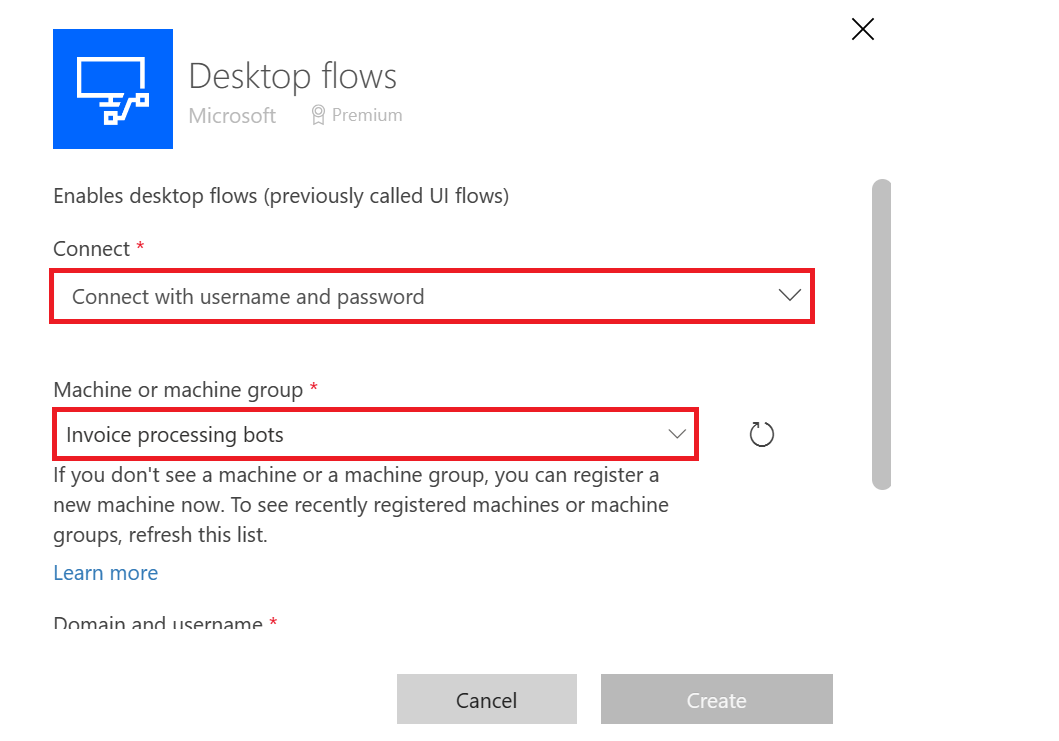 Desktop flows
Microsoft Premium
Enables desktop flows (previously called UI flows)
Connect *
Connect with username and password
Machine or machine group *
Invoice processing bots
If you don't see a machine or a machine group, you can register a
new machine now. To see recently registered machines or machine
groups, refresh this list.
Learn more
Domain and username *
Cancel Create